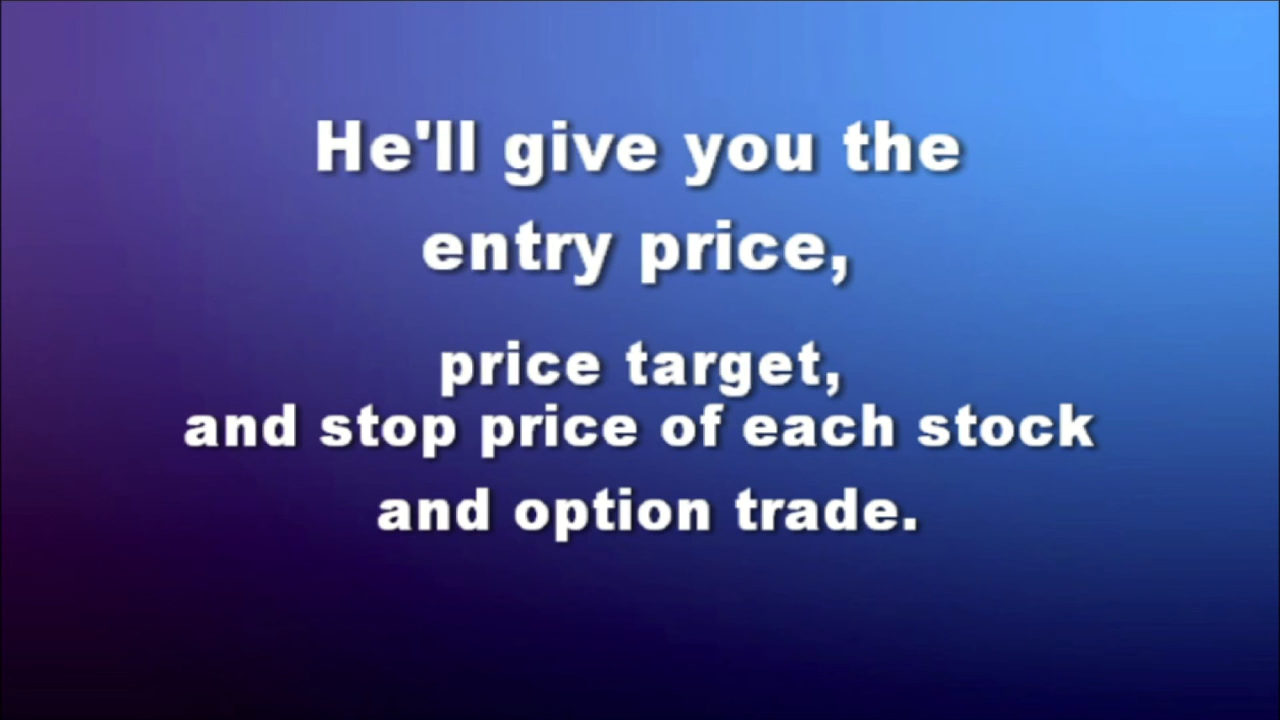 He'll give you the
entry price,
price target,
and stop price of each stock
and option trade.